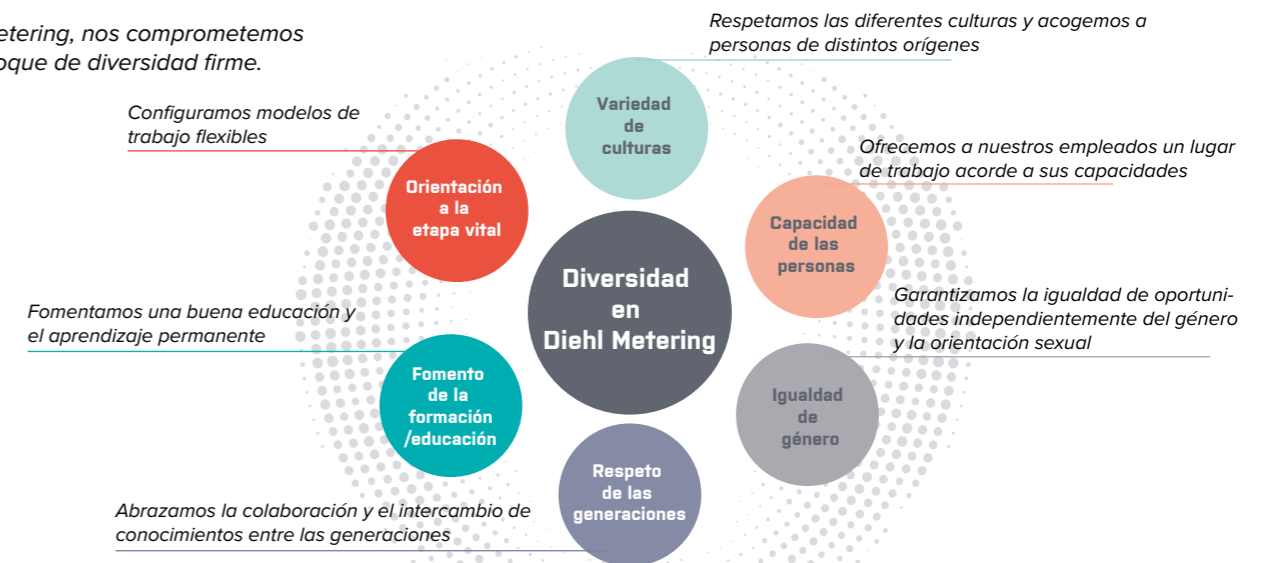 etering, nos comprometemos
oque de diversidad firme.
Respetamos las diferentes culturas y acogemos a
personas de distintos orígenes
Configuramos modelos de
trabajo flexibles
Variedad
de
culturas
Ofrecemos a nuestros empleados un lugar
de trabajo acorde a sus capacidades
Orientación
a la
etapa vital
Capacidad
de las
personas
Diversidad
en
Diehl Metering
Garantizamos la igualdad de oportuni-
dades independientemente del género
y la orientación sexual
Fomentamos una buena educación y
el aprendizaje permanente
Fomento
de la
formación
/educación
Igualdad
de
género
Respeto
de las
generaciones
Abrazamos la colaboración y el intercambio de
conocimientos entre las generaciones